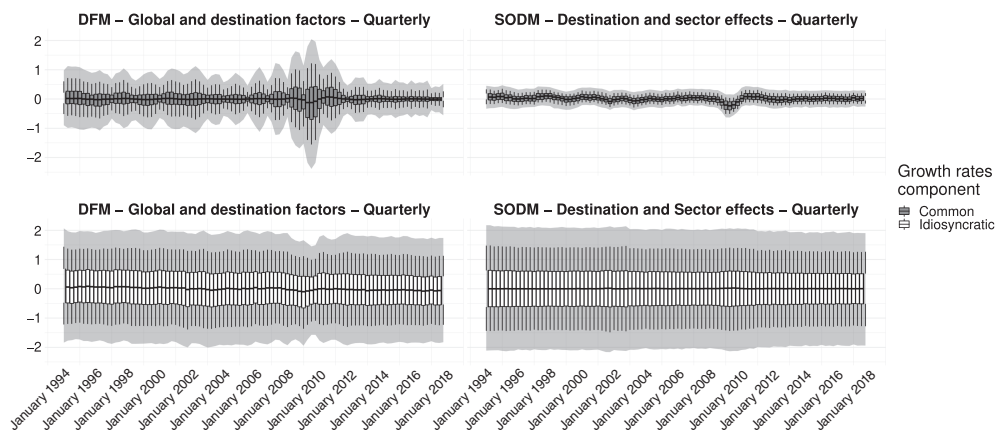 DFM – Global and destination factors – Quarterly
SODM – Destination and sector effects – Quarterly
2
1
0
−1
−2
DFM – Global and destination factors – Quarterly
SODM – Destination and Sector effects – Quarterly
2
1
0
−1
−2
Growth rates
component
Common
Idiosyncratic
January 1994
January 1996
January 1998
January 2000
January 2002
January 2004
January 2006
January 2008
January 2010
January 2012
January 2014
January 2016
January 2018
January 1994
January 1996
January 1998
January 2000
January 2002
January 2004
January 2006
January 2008
January 2010
January 2012
January 2014
January 2016
January 2018